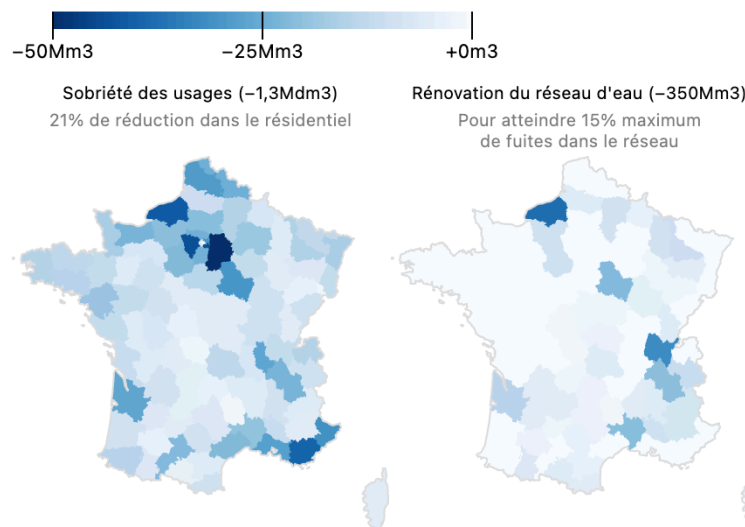 −50Mm3 −25Mm3 +0m3
Sobriété des usages (−1,3Mdm3)
21% de réduction dans le résidentiel
Rénovation du réseau d'eau (−350Mm3)
Pour atteindre 15% maximum
de fuites dans le réseau